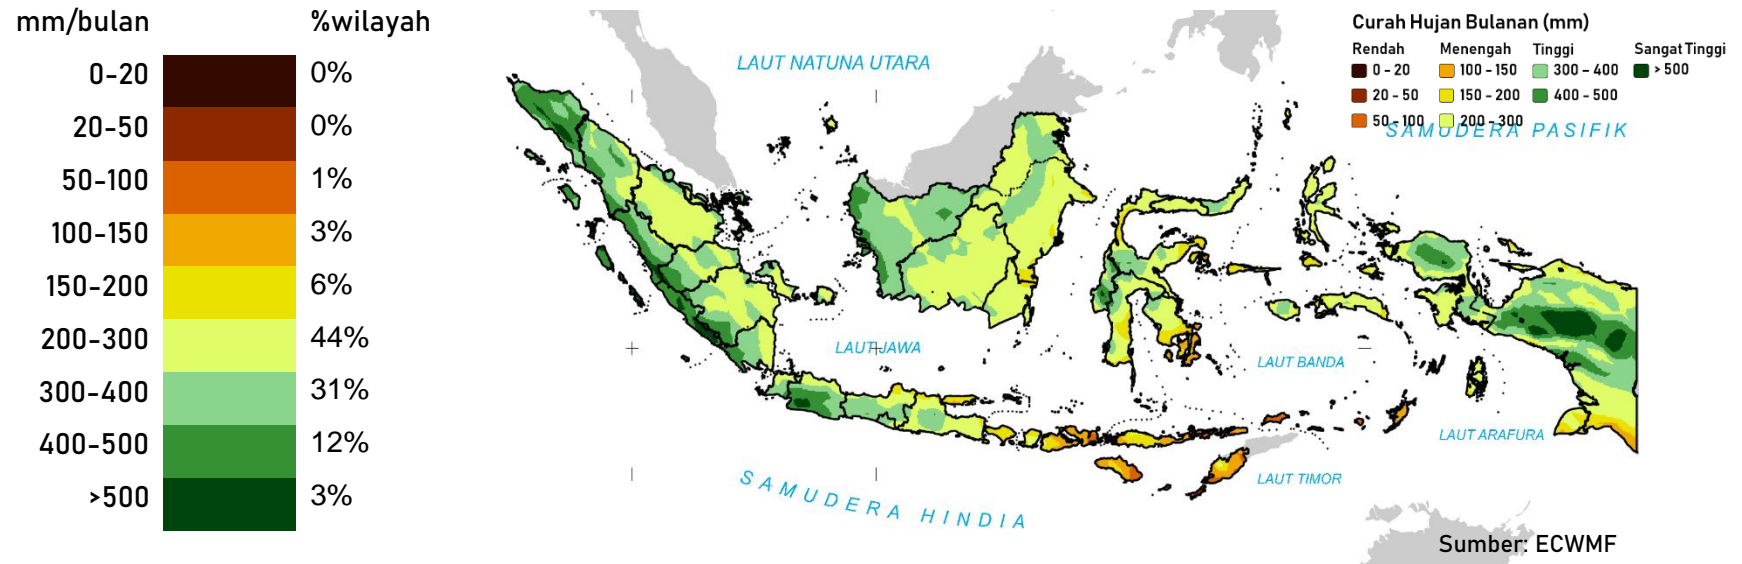 mm/bulan %wilayah
0-20 0%
20-50 0%
50-100 1%
100-150 3%
150-200 6%
200-300 44%
300-400 31%
400-500 12%
>500 3%
LAUT NATUNA UTARA
LAUT JAWA
SAMUDERA HINDIA
Curah Hujan Bulanan (mm)
Rendah Menengah Tinggi Sangat Tinggi
0 - 20 100 - 150 300 - 400 > 500
20 - 50 150 - 200 400 - 500
50 - 100 200 - 300
SAMUDERA PASIFIK
LAUT BANDA
LAUT ARAFURA
LAUT TIMOR
Sumber: ECWMF